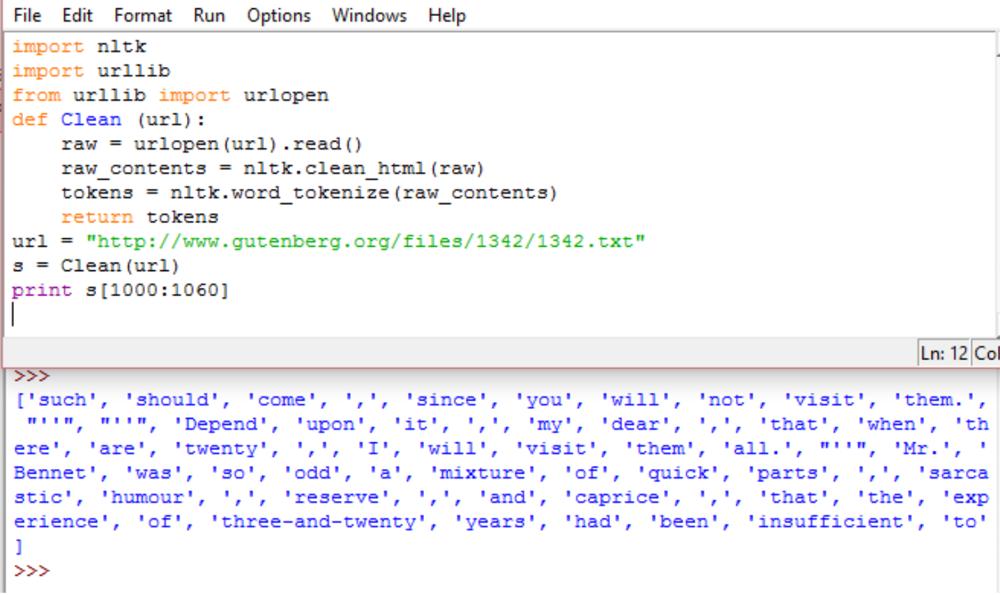 File Edit Format Run Options Windows Help
import nltk
import urllib
from urllib import urlopen
def Clean (url):
    raw = urlopen(url).read()
    raw_contents = nltk.clean_html(raw)
    tokens = nltk.word_tokenize(raw_contents)
    return tokens
url = "http://www.gutenberg.org/files/1342/1342.txt"
s = Clean(url)
print s[1000:1060]
Ln: 12 Col
>>>
['such', 'should', 'come', ',', 'since', 'you', 'will', 'not', 'visit', 'them.',
 "''", "''", 'Depend', 'upon', 'it', ',', 'my', 'dear', ',', 'that', 'when', 'th
ere', 'are', 'twenty', ',', 'I', 'will', 'visit', 'them', 'all.', "''", 'Mr.', '
Bennet', 'was', 'so', 'odd', 'a', 'mixture', 'of', 'quick', 'parts', ',', 'sarca
stic', 'humour', ',', 'reserve', ',', 'and', 'caprice', ',', 'that', 'the', 'exp
erience', 'of', 'three-and-twenty', 'years', 'had', 'been', 'insufficient', 'to'
]
>>>